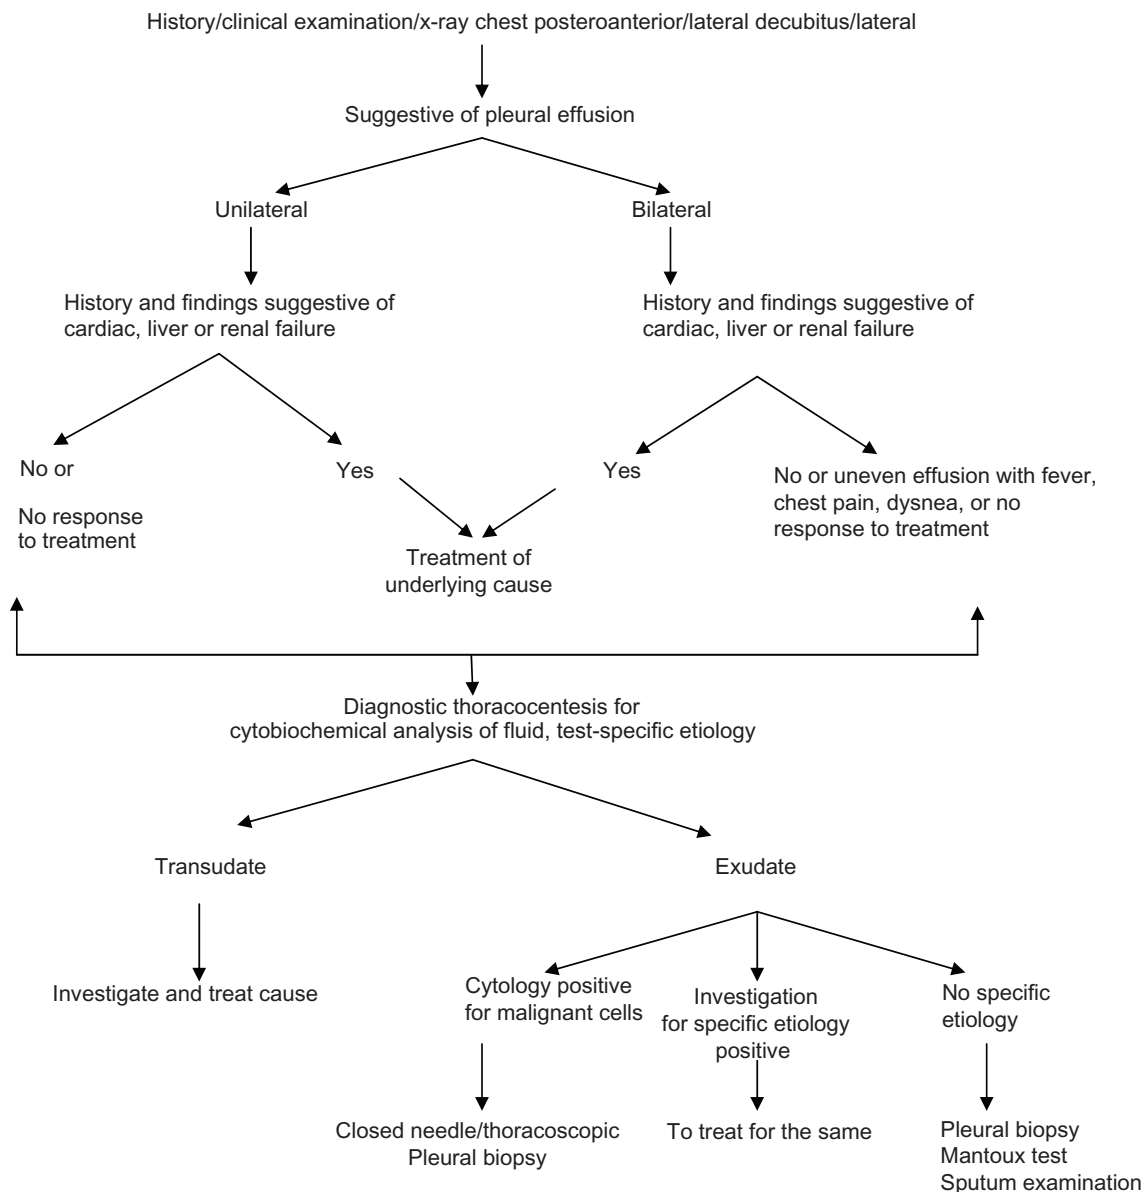 History/clinical examination/x-ray chest posteroanterior/lateral decubitus/lateral
Suggestive of pleural effusion
Unilateral
Bilateral
History and findings suggestive of
cardiac, liver or renal failure
History and findings suggestive of
cardiac, liver or renal failure
No or
No response
to treatment
Yes
Yes
No or uneven effusion with fever,
chest pain, dysnea, or no
response to treatment
Treatment of
underlying cause
Diagnostic thoracocentesis for
cytobiochemical analysis of fluid, test-specific etiology
Transudate
Exudate
Investigate and treat cause
Cytology positive
for malignant cells
Investigation
for specific etiology
positive
No specific
etiology
Closed needle/thoracoscopic
Pleural biopsy
To treat for the same
Pleural biopsy
Mantoux test
Sputum examination